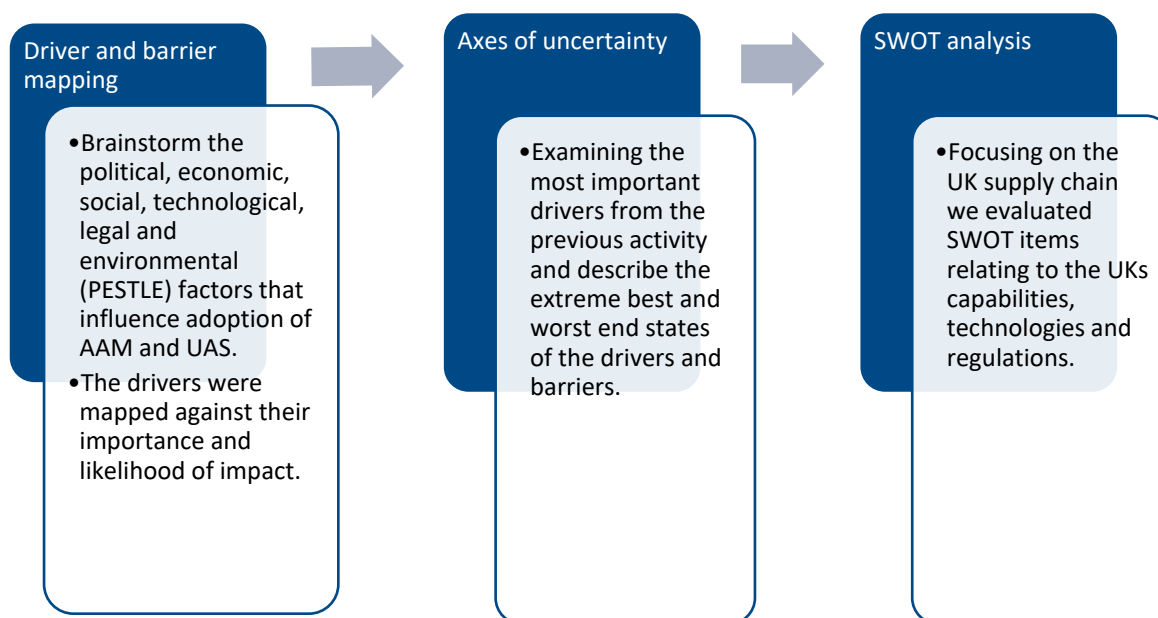 Driver and barrier
mapping
•Brainstorm the
political, economic,
social, technological,
legal and
environmental
(PESTLE) factors that
influence adoption of
AAM and UAS.
•The drivers were
mapped against their
importance and
likelihood of impact.
Axes of uncertainty
•Examining the
most important
drivers from the
previous activity
and describe the
extreme best and
worst end states
of the drivers and
barriers.
SWOT analysis
•Focusing on the
UK supply chain
we evaluated
SWOT items
relating to the UKs
capabilities,
technologies and
regulations.